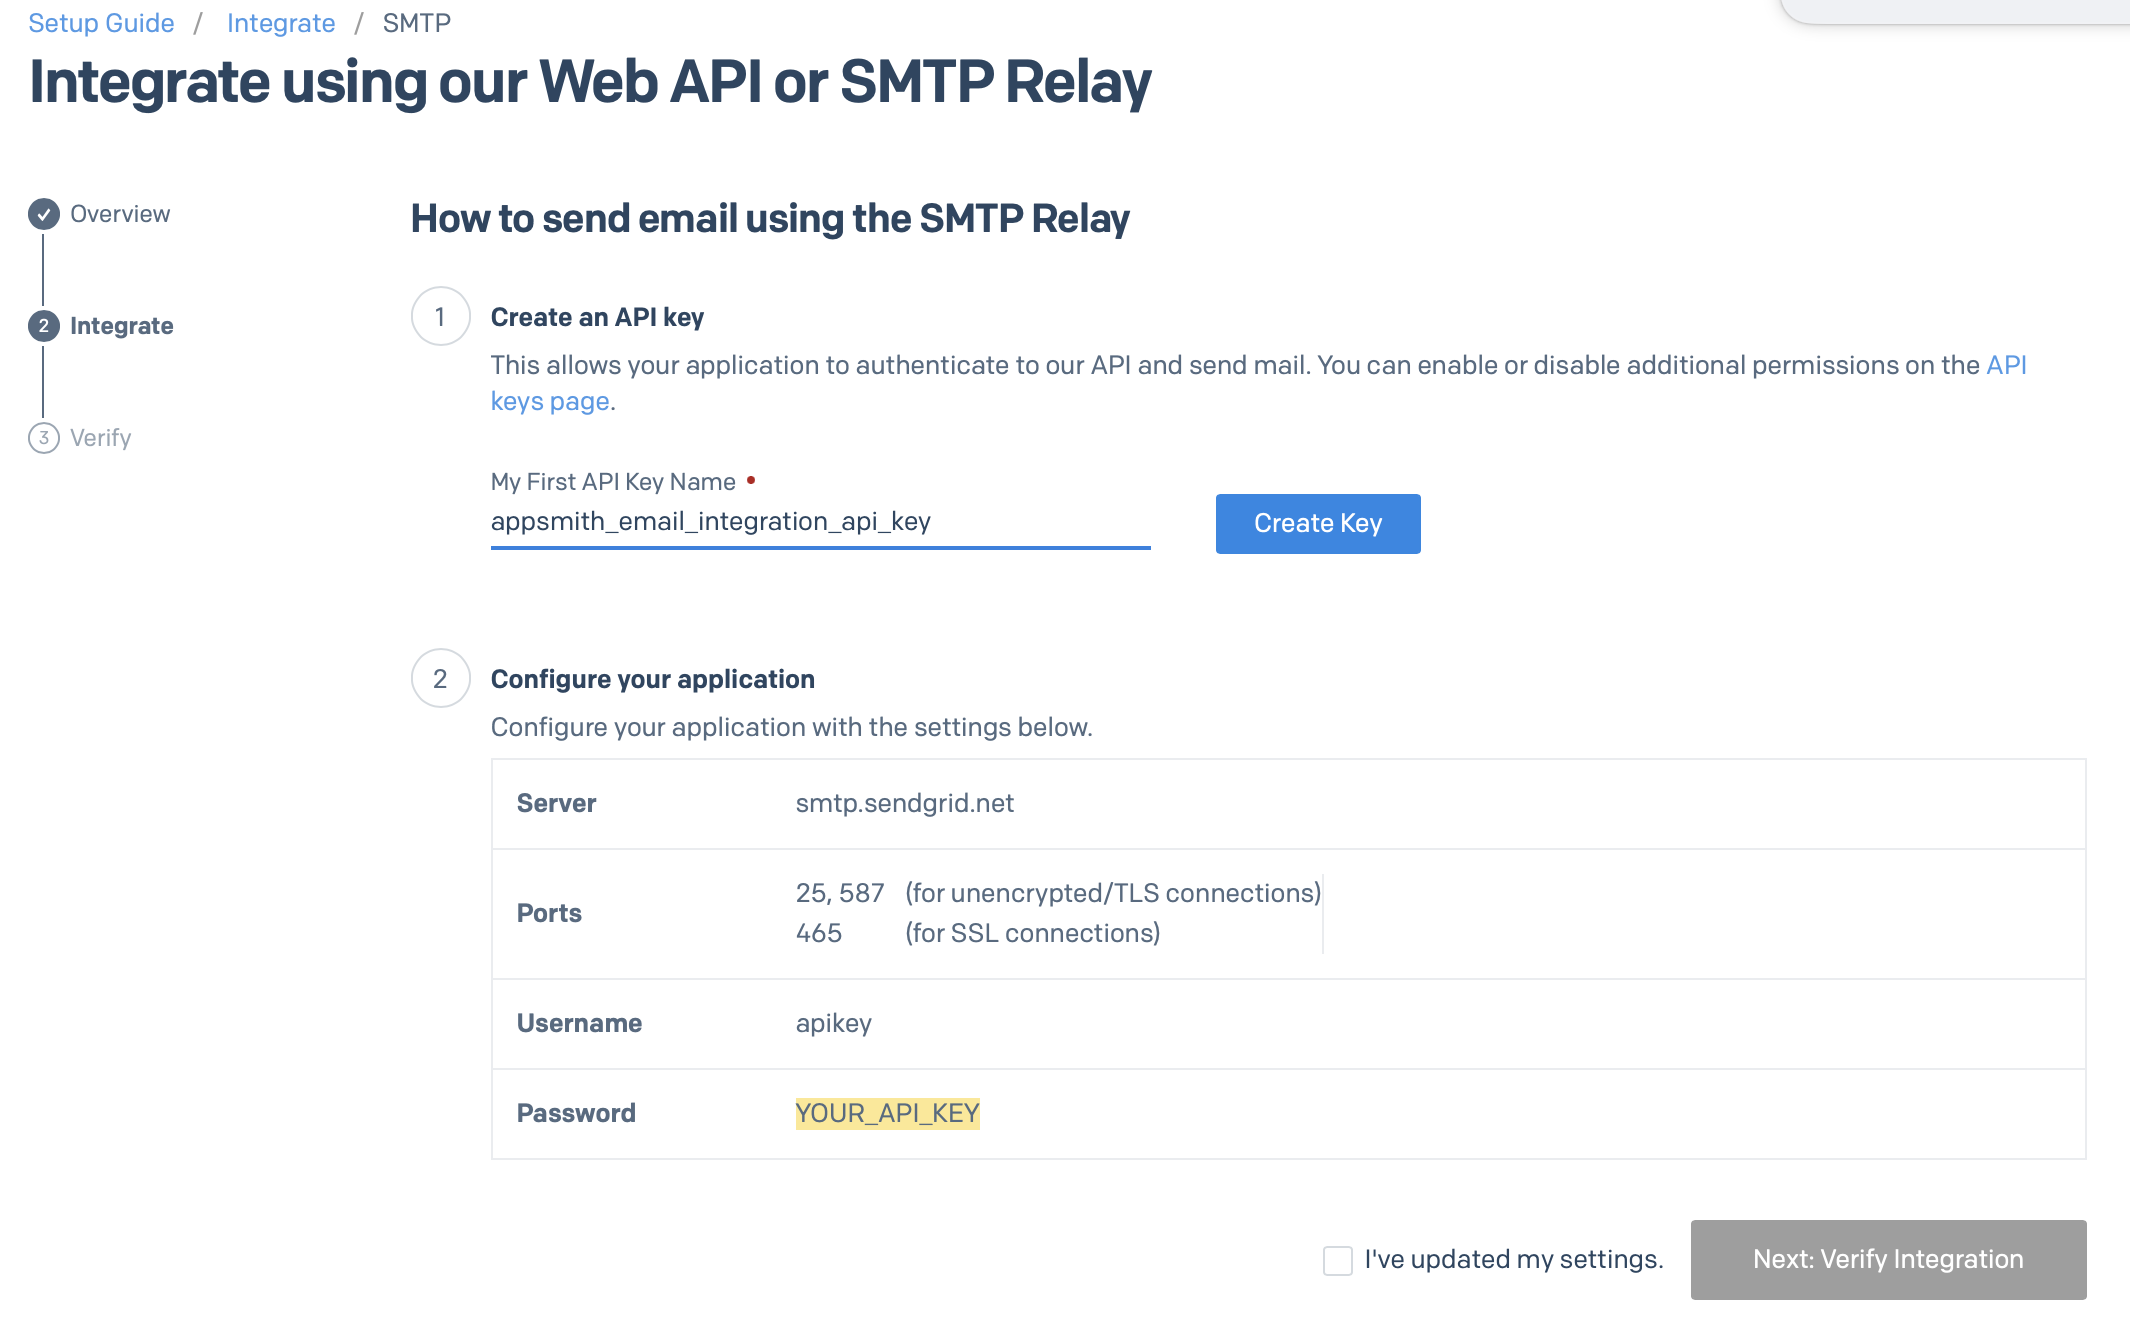 Setup Guide / Integrate / SMTP
Integrate using our Web API or SMTP Relay
Overview
2 Integrate
3 Verify
How to send email using the SMTP Relay
1 Create an API key
This allows your application to authenticate to our API and send mail. You can enable or disable additional permissions on the API
keys page.
My First API Key Name •
appsmith_email_integration_api_key
Create Key
2 Configure your application
Configure your application with the settings below.
Server smtp.sendgrid.net
Ports
25, 587 (for unencrypted/TLS connections)
465 (for SSL connections)
Username apikey
Password YOUR_API_KEY
I've updated my settings.
Next: Verify Integration